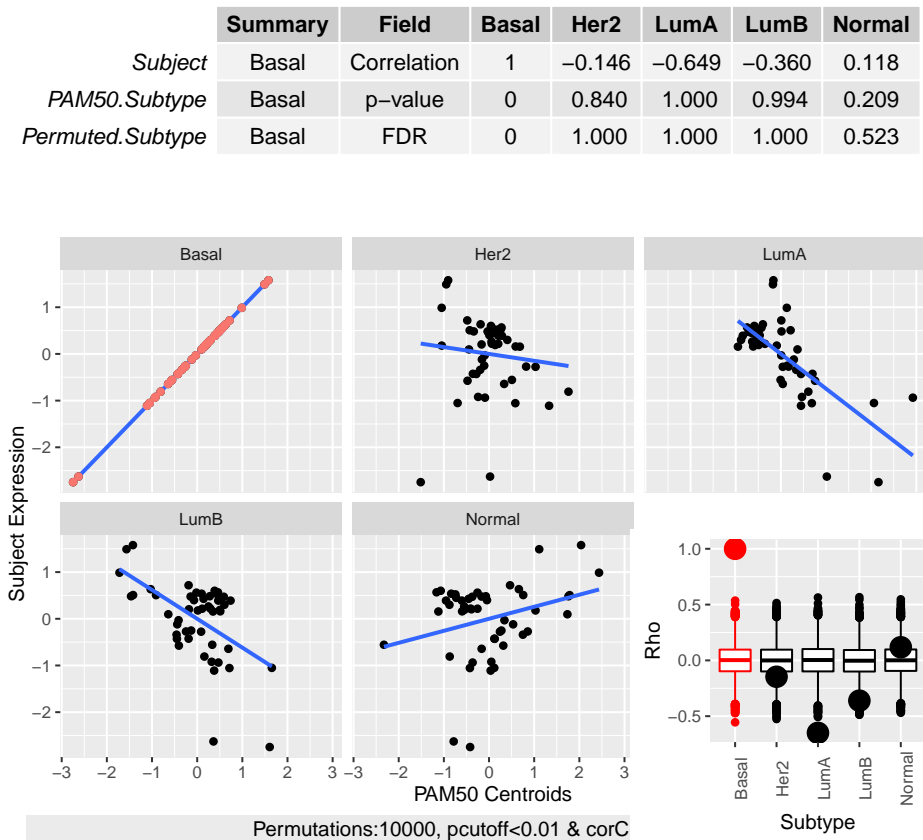 Summary Field Basal Her2 LumA LumB Normal
Subject Basal Correlation 1 −0.146 −0.649 −0.360 0.118
PAM50.Subtype Basal p−value 0 0.840 1.000 0.994 0.209
Permuted.Subtype Basal FDR 0 1.000 1.000 1.000 0.523
Basal Her2 LumA
1
0
−1
−2
LumB Normal
1
0
−1
−2
Subject Expression
−3 −2 −1 0 1 2 3 −3 −2 −1 0 1 2 3
PAM50 Centroids
1.0
0.5
0.0
−0.5
Rho
Basal Her2 LumA LumB Normal
Subtype
Permutations:10000, pcutoff<0.01 & corC